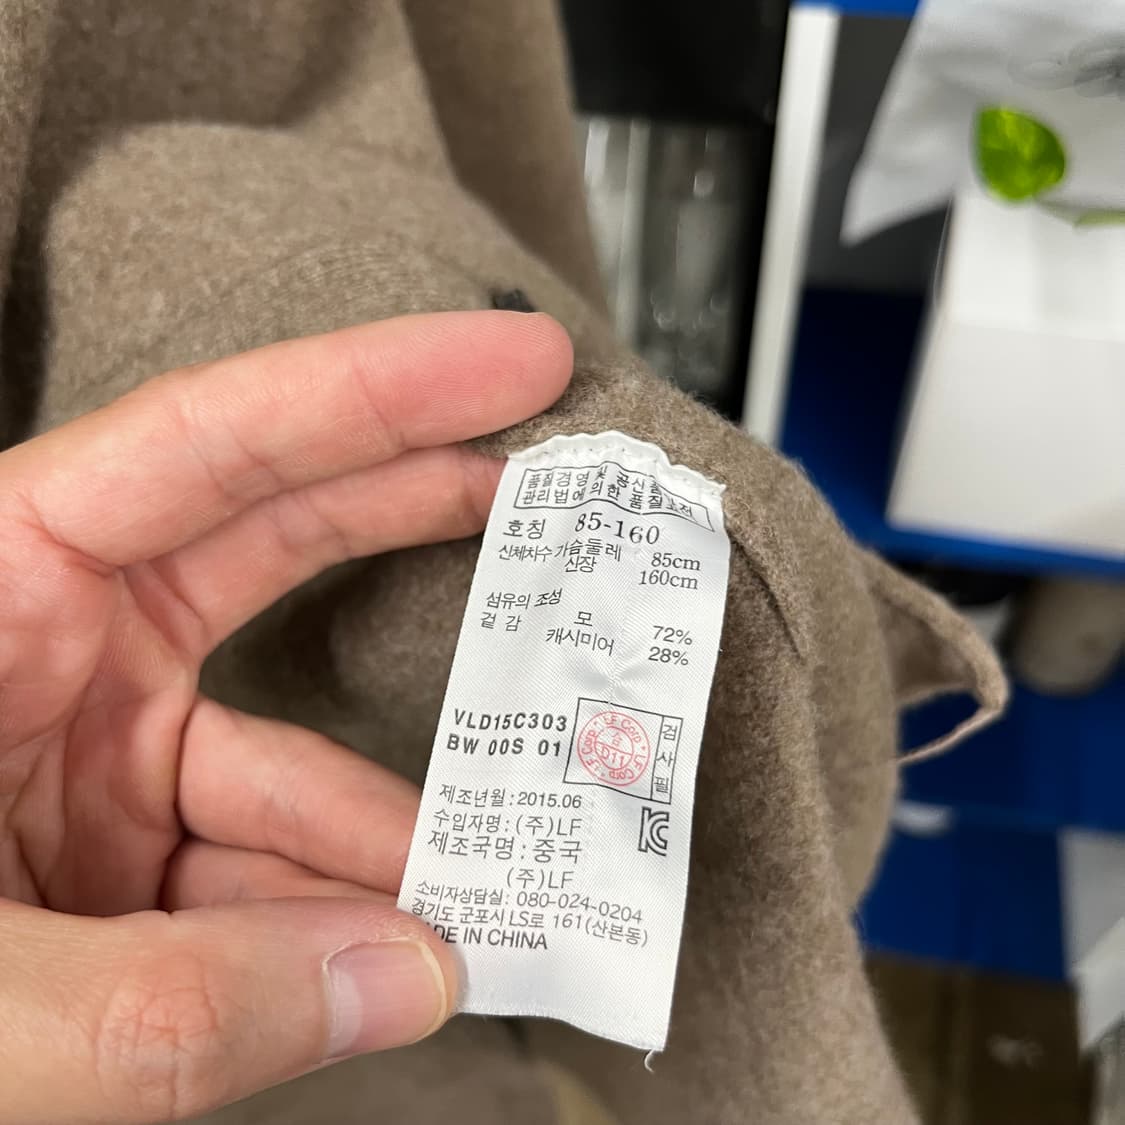 품질경영 및 공산품
관리법에 의한 품질표
호칭 85-160
신체치수 가슴둘레 85cm
신장 160cm
섬유의 조성
겉감 모 72%
캐시미어 28%
VLD15C303
BW 00S 01
LF Corp
D11
검사필
제조년월:2015.06
수입자명:(주)LF
제조국명:중국
(주)LF
소비자상담실: 080-024-0204
경기도 군포시 LS로 161(산본동)
MADE IN CHINA